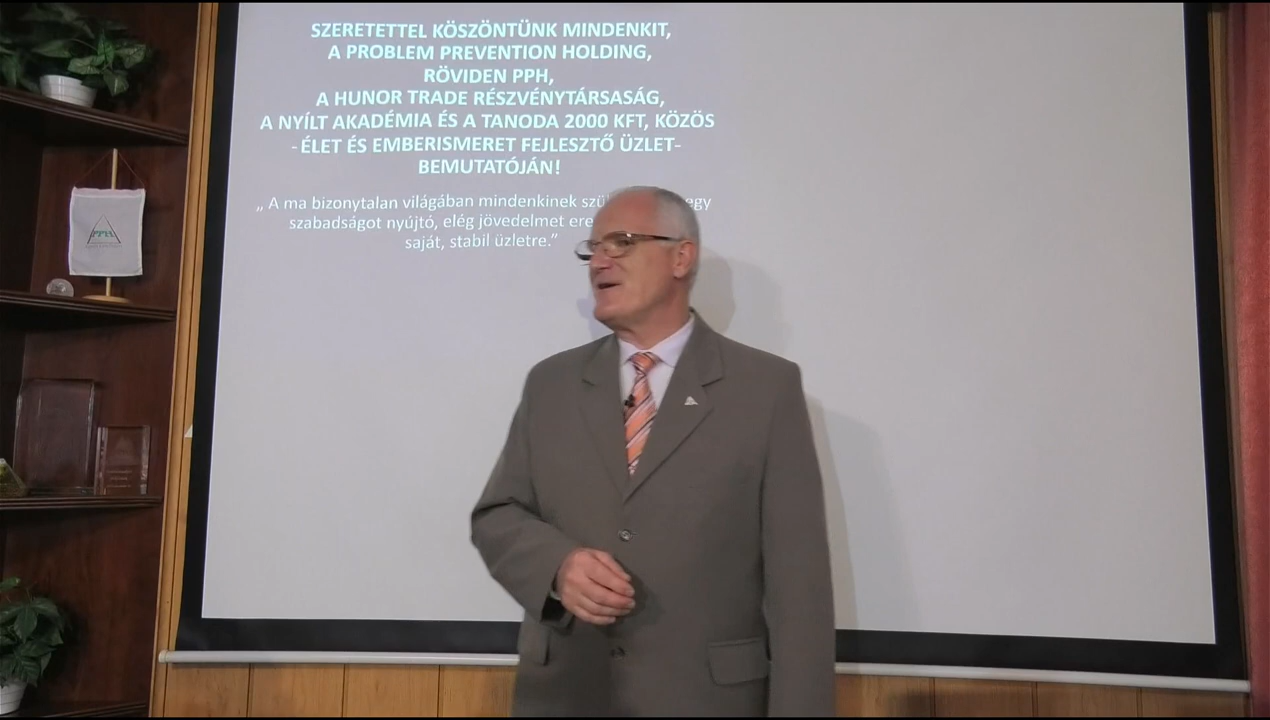 SZERETETTEL KÖSZÖNTÜNK MINDENKIT,
A PROBLEM PREVENTION HOLDING,
RÖVIDEN PPH,
A HUNOR TRADE RÉSZVÉNYTÁRSASÁG,
A NYÍLT AKADÉMIA ÉS A TANODA 2000 KFT, KÖZÖS
- ÉLET ÉS EMBERISMERET FEJLESZTŐ ÜZLET-
BEMUTATÓJÁN!
„ A ma bizonytalan világában mindenkinek egy
szabadságot nyújtó, elég jövedelmet
saját, stabil üzletre.”
PPH